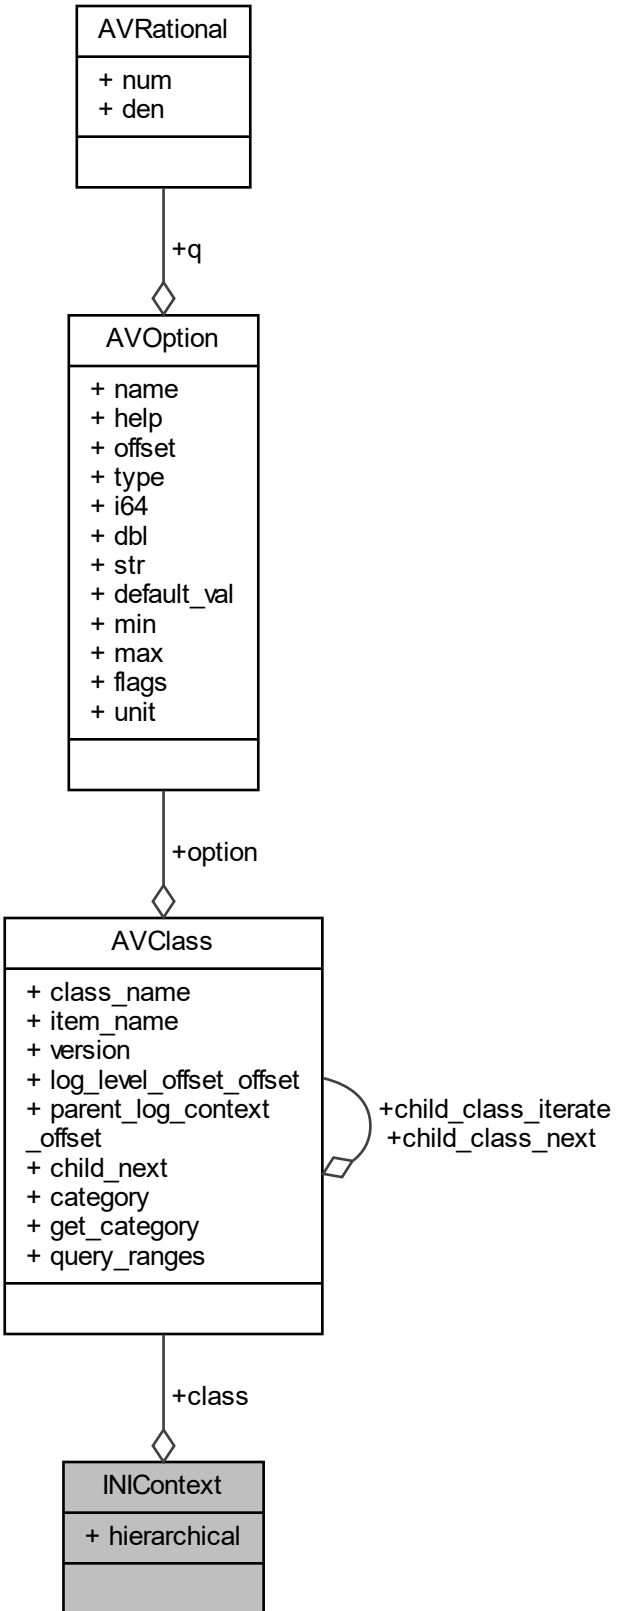 AVRational
+ num
+ den
+q
AVOption
+ name
+ help
+ offset
+ type
+ i64
+ dbl
+ str
+ default_val
+ min
+ max
+ flags
+ unit
+option
AVClass
+ class_name
+ item_name
+ version
+ log_level_offset_offset
+ parent_log_context
_offset
+ child_next
+ category
+ get_category
+ query_ranges
+child_class_iterate
+child_class_next
+class
INIContext
+ hierarchical